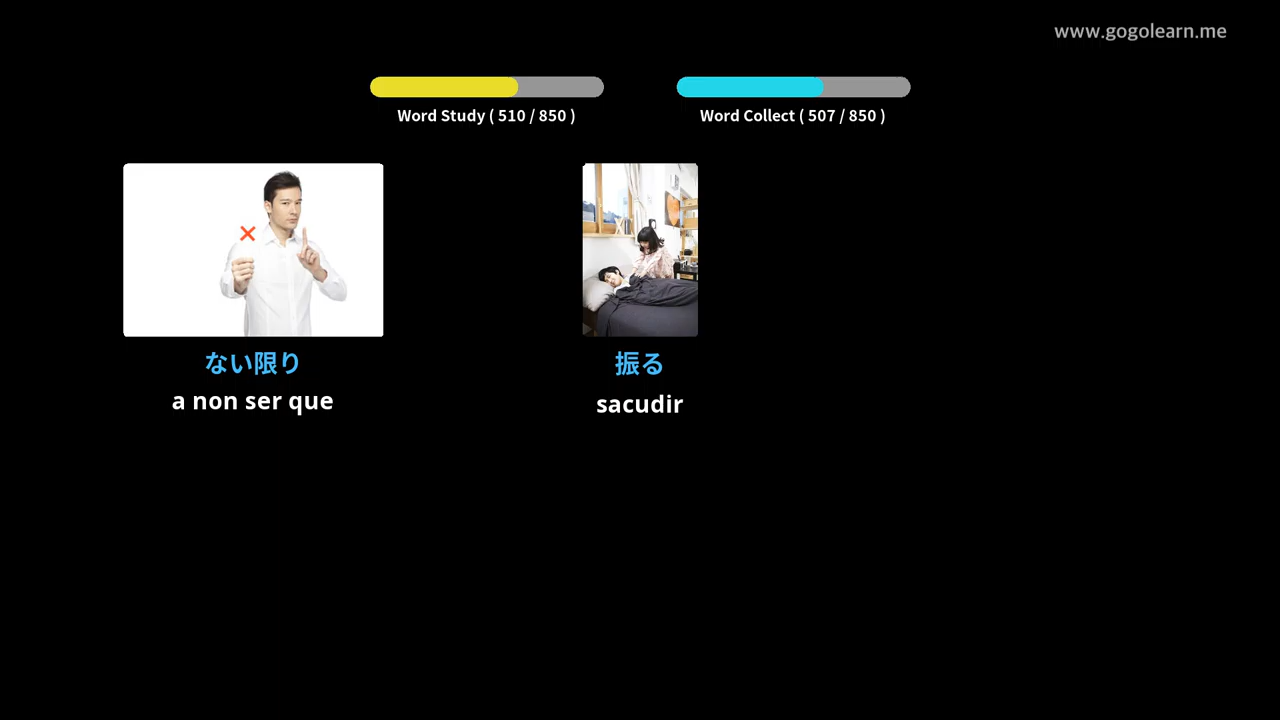 www.gogolearn.me
Word Study ( 510 / 850 )
Word Collect ( 507 / 850 )
ない限り
a non ser que
振る
sacudir